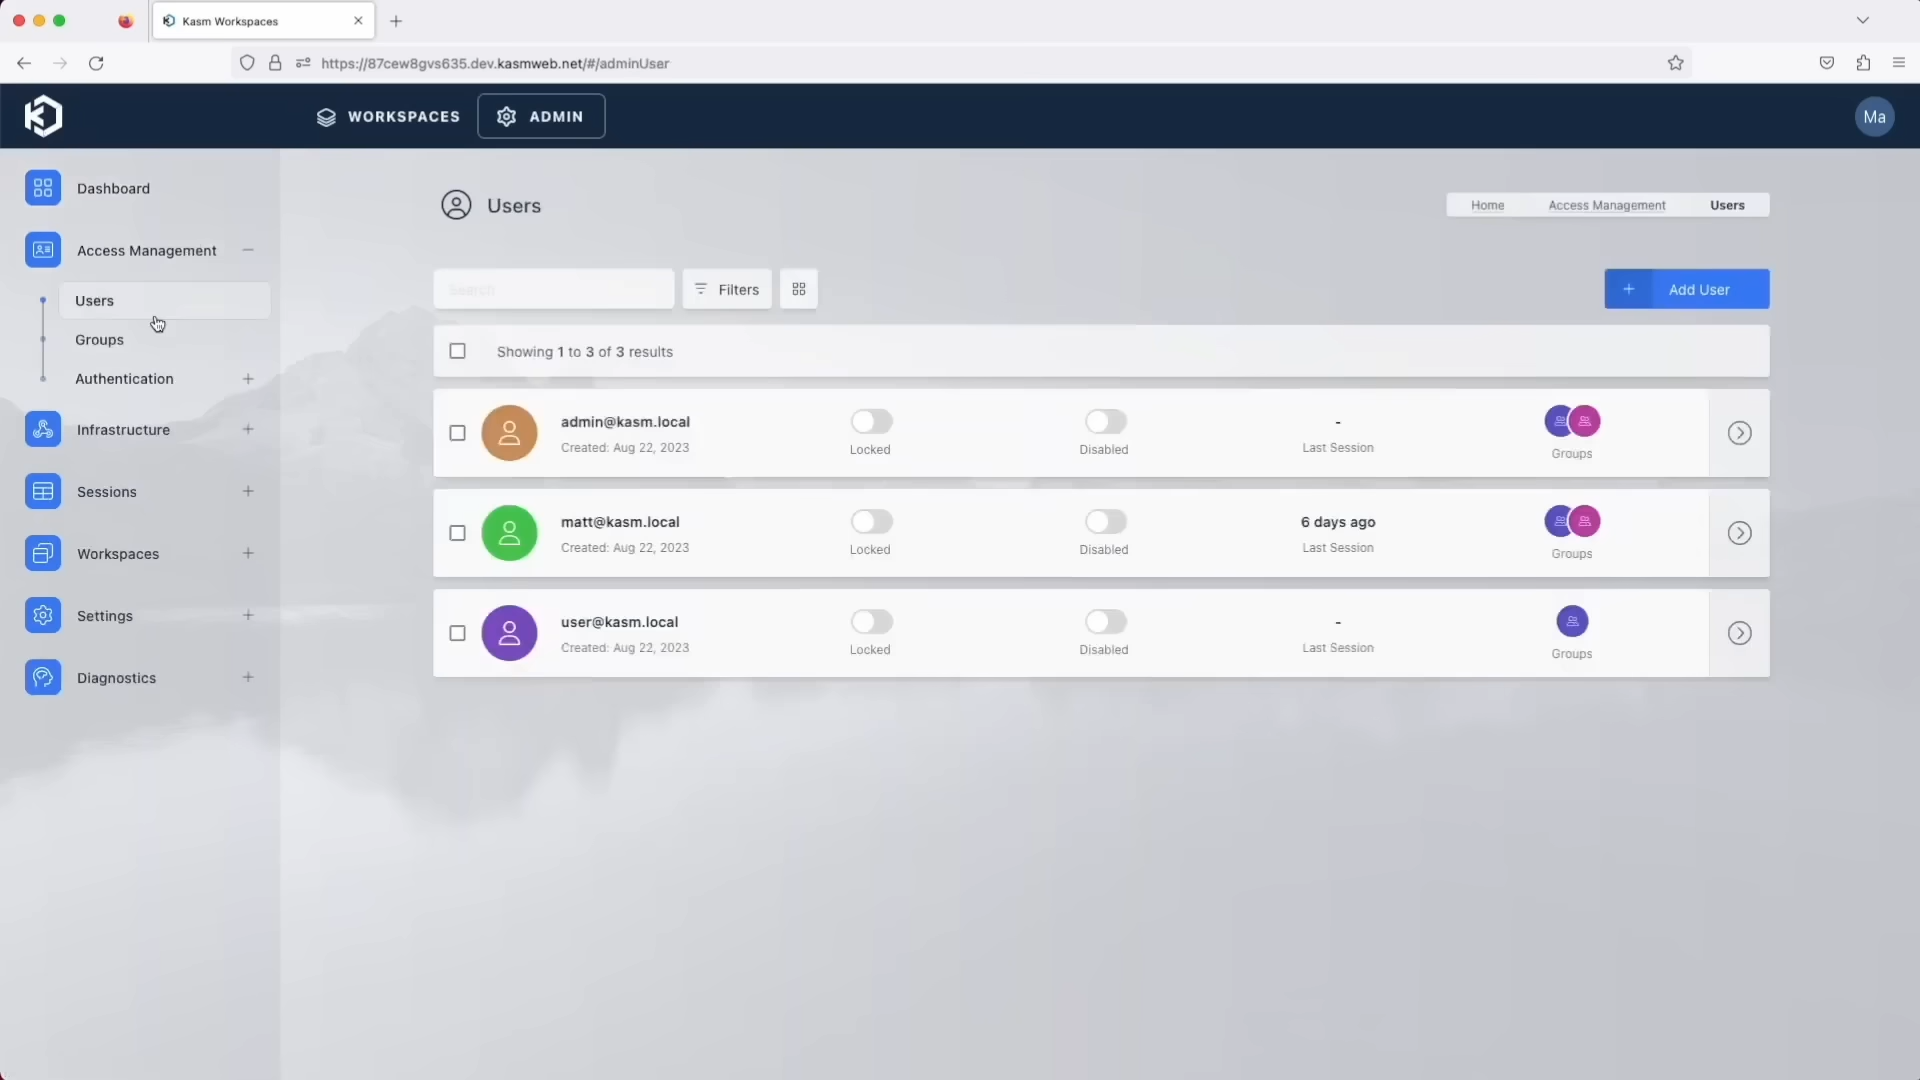 Kasm Workspaces
https://87cew8gvs635.dev.kasmweb.net/#/adminUser
WORKSPACES
ADMIN
Ma
Dashboard
Access Management
Users
Groups
Authentication
Infrastructure
Sessions
Workspaces
Settings
Diagnostics
Users
Home
Access Management
Users
Search
Filters
Add User
Showing 1 to 3 of 3 results
admin@kasm.local
Created: Aug 22, 2023
Locked
Disabled
-
Last Session
Groups
matt@kasm.local
Created: Aug 22, 2023
Locked
Disabled
6 days ago
Last Session
Groups
user@kasm.local
Created: Aug 22, 2023
Locked
Disabled
-
Last Session
Groups